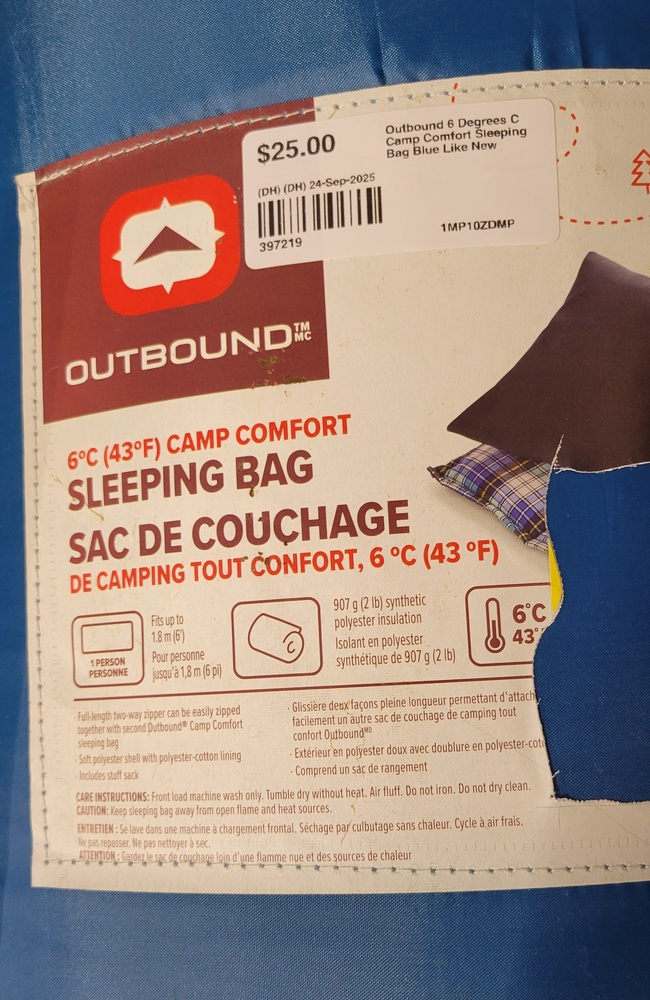 $25.00
Outbound 6 Degrees C
Camp Comfort Sleeping
Bag Blue Like New
(DH) (DH) 24-Sep-2025
397219
1MP10ZDMP
OUTBOUND TM
MC
6ºC (43ºF) CAMP COMFORT
SLEEPING BAG
SAC DE COUCHAGE
DE CAMPING TOUT CONFORT, 6 ºC (43 ºF)
1 PERSON
PERSONNE
Fits up to
1.8 m (6')
Pour personne
jusqu'à 1,8 m (6 pi)
907 g (2 lb) synthetic
polyester insulation
Isolant en polyester
synthétique de 907 g (2 lb)
6°C
43°
· Full-length two-way zipper can be easily zipped
together with second Outbound® Camp Comfort
sleeping bag
· Soft polyester shell with polyester-cotton lining
· Includes stuff sack
· Glissière deux façons pleine longueur permettant d'attach
facilement un autre sac de couchage de camping tout
confort OutboundMD
· Extérieur en polyester doux avec doublure en polyester-coto
· Comprend un sac de rangement
CARE INSTRUCTIONS: Front load machine wash only. Tumble dry without heat. Air fluff. Do not iron. Do not dry clean.
CAUTION: Keep sleeping bag away from open flame and heat sources.
ENTRETIEN : Se lave dans une machine à chargement frontal. Séchage par culbutage sans chaleur. Cycle à air frais.
Ne pas repasser. Ne pas nettoyer à sec.
ATTENTION : Gardez le sac de couchage loin d'une flamme nue et des sources de chaleur